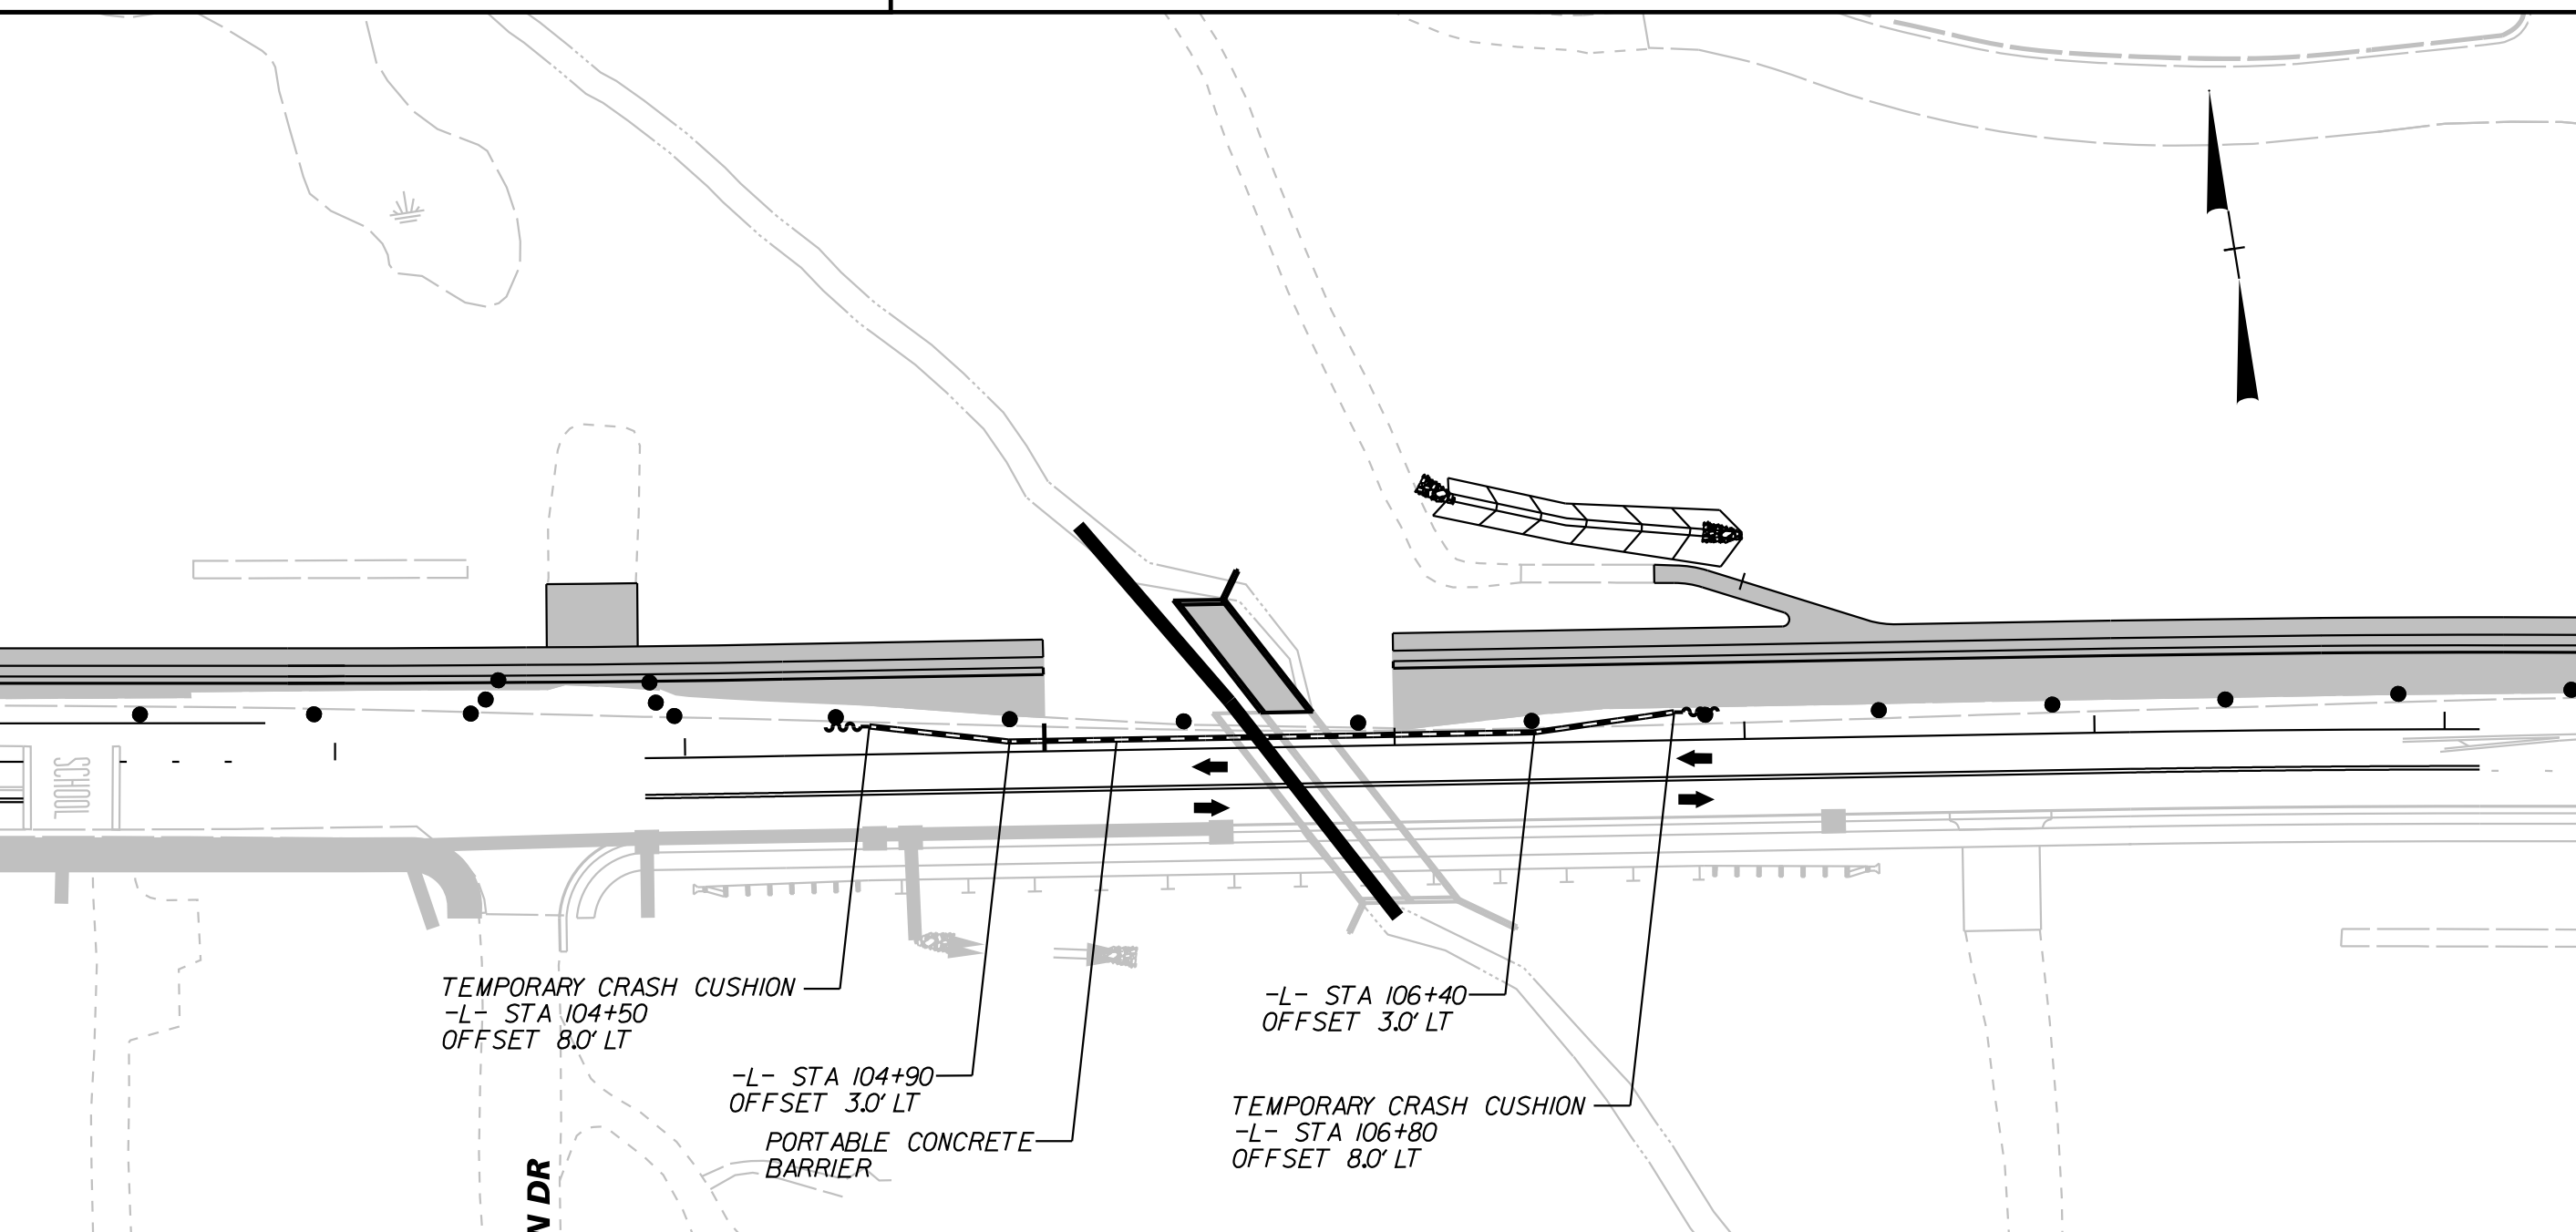 SCHOOL
TEMPORARY CRASH CUSHION
-L- STA 104+50
OFFSET 8.0' LT
-L- STA 104+90
OFFSET 3.0' LT
PORTABLE CONCRETE
BARRIER
-L- STA 106+40
OFFSET 3.0' LT
TEMPORARY CRASH CUSHION
-L- STA 106+80
OFFSET 8.0' LT
N DR